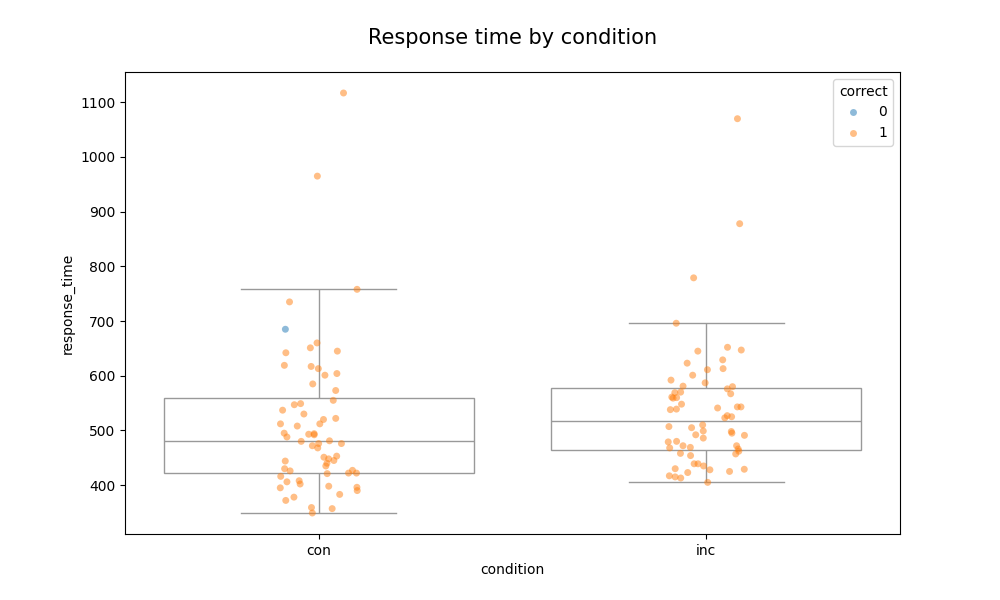 Response time by condition
correct
0
1
1100
1000
900
800
700
600
500
400
response_time
con
inc
condition